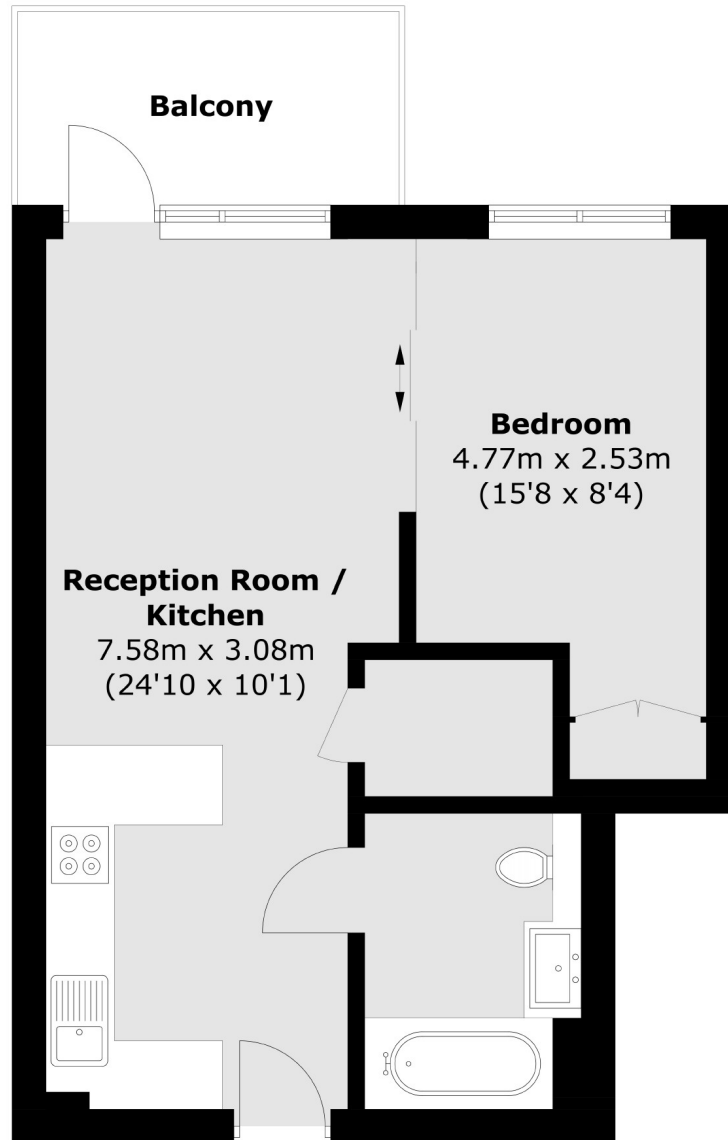 Balcony
Bedroom
4.77m x 2.53m
(15'8 x 8'4)
Reception Room /
Kitchen
7.58m x 3.08m
(24'10 x 10'1)